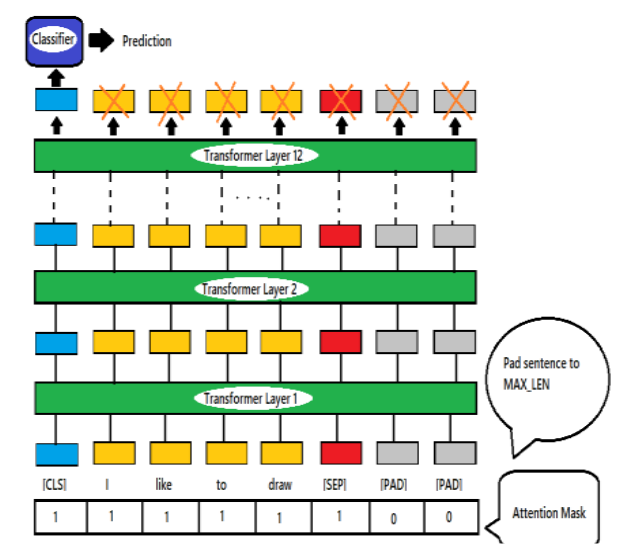 Classifier
Prediction
Transformer Layer 12
. . . .
Transformer Layer 2
Transformer Layer 1
Pad sentence to
MAX_LEN
[CLS] I like to draw [SEP] [PAD] [PAD]
1 1 1 1 1 1 0 0
Attention Mask